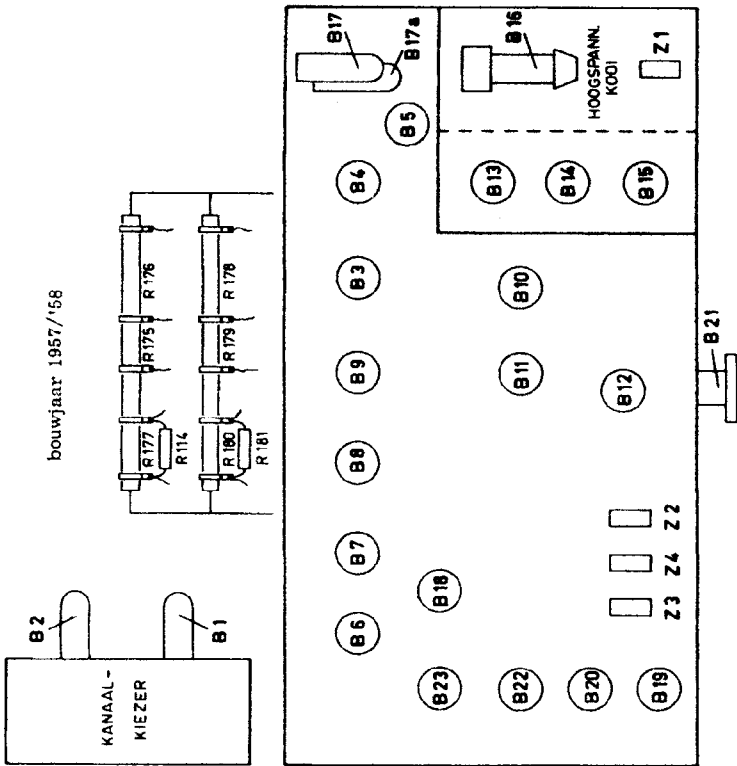 KANAAL-
KIEZER
B2
B1
bouwjaar 1957/'58
R177
R175
R176
R114
R180
R179
R178
R181
B6
B7
B8
B9
B3
B4
B5
B17
B17a
B23
B18
B22
B20
B19
B11
B10
B12
B13
B14
B15
B16
HOOGSPANN.
KOOI
Z1
Z3
Z4
Z2
B21